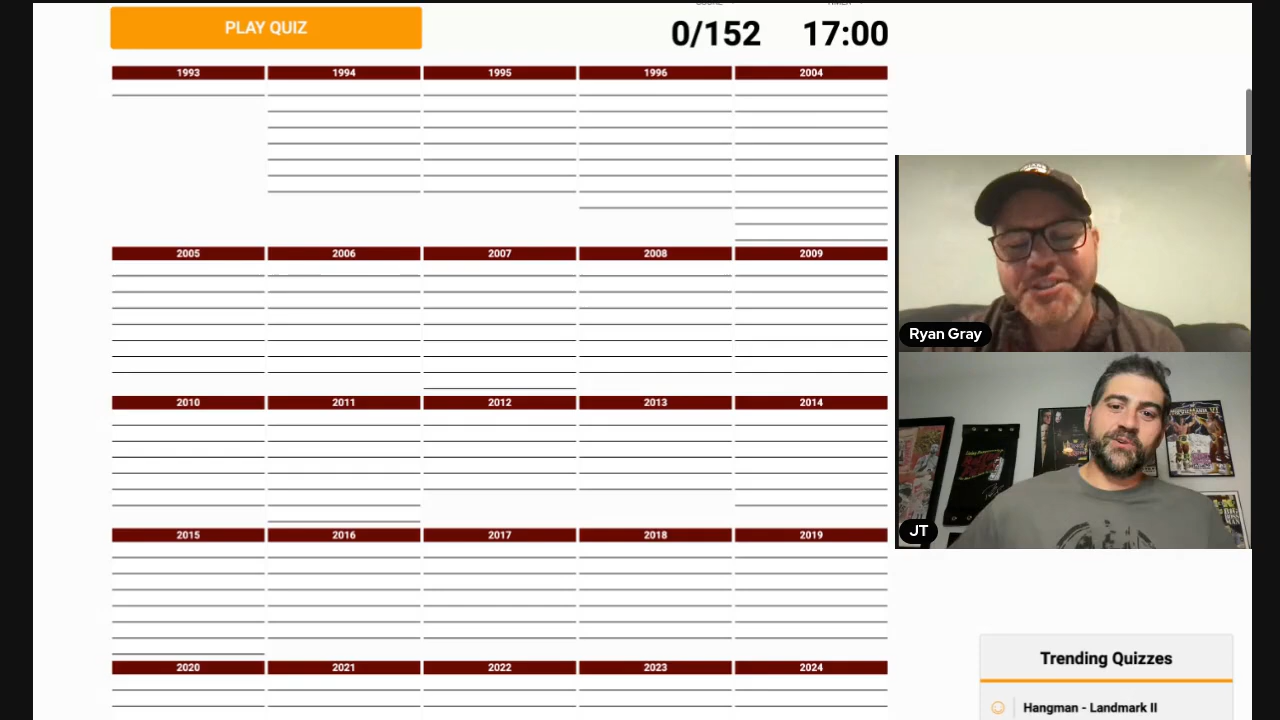 PLAY QUIZ
0/152
17:00
1993 1994 1995 1996 2004
2005 2006 2007 2008 2009
2010 2011 2012 2013 2014
2015 2016 2017 2018 2019
2020 2021 2022 2023 2024
Ryan Gray
JT
Trending Quizzes
Hangman - Landmark II